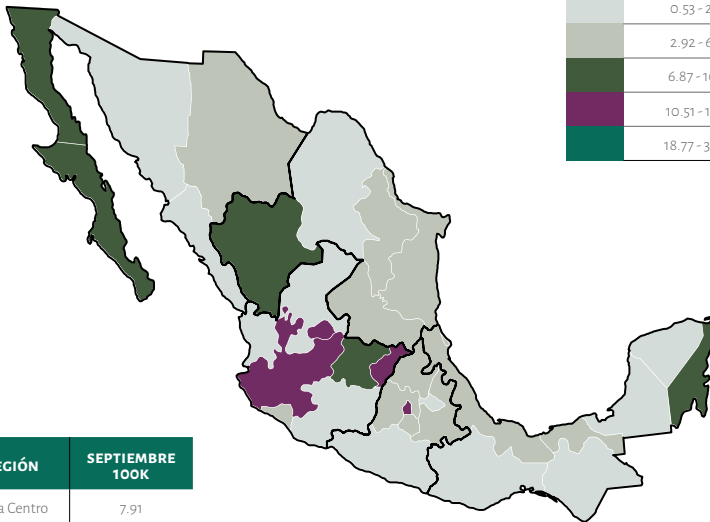 0.53 - 2
2.92 - 6
6.87 - 1
10.51 - 1
18.77 - 3
SEPTIEMBRE
100K
Centro 7.91